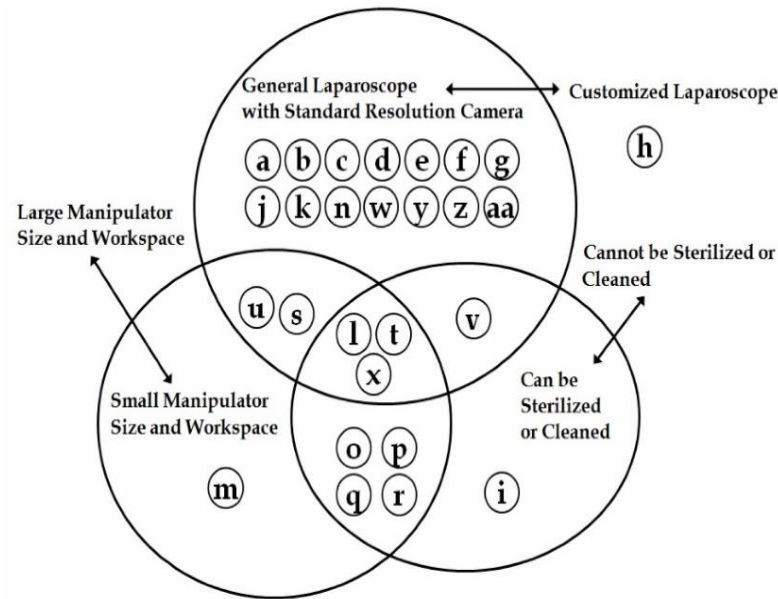 General Laparoscope
with Standard Resolution Camera
Customized Laparoscope
h
a b c d e f g
j k n w y z aa
Large Manipulator
Size and Workspace
Cannot be Sterilized or
Cleaned
u s
l t
x
v
Small Manipulator
Size and Workspace
Can be
Sterilized
or Cleaned
m
o p
q r
i